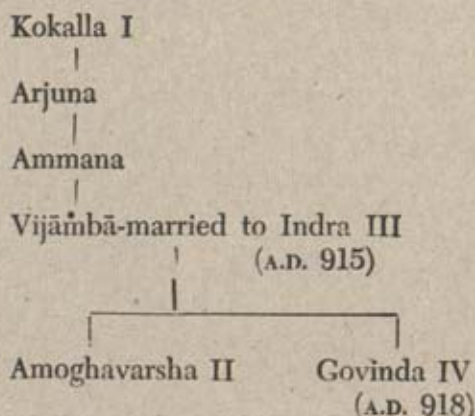 Kokalla I
Arjuna
Ammana
Vijāmbā-married to Indra III
(A.D. 915)
Amoghavarsha II Govinda IV
(A.D. 918)